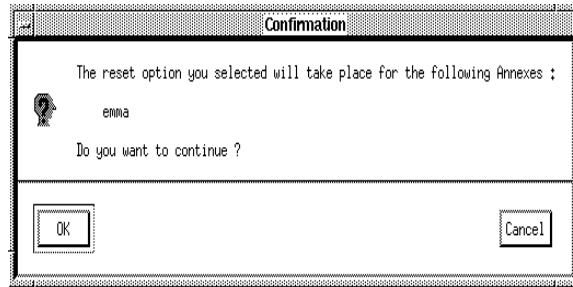 Confirmation
The reset option you selected will take place for the following Annexes :
emma
Do you want to continue ?
OK
Cancel